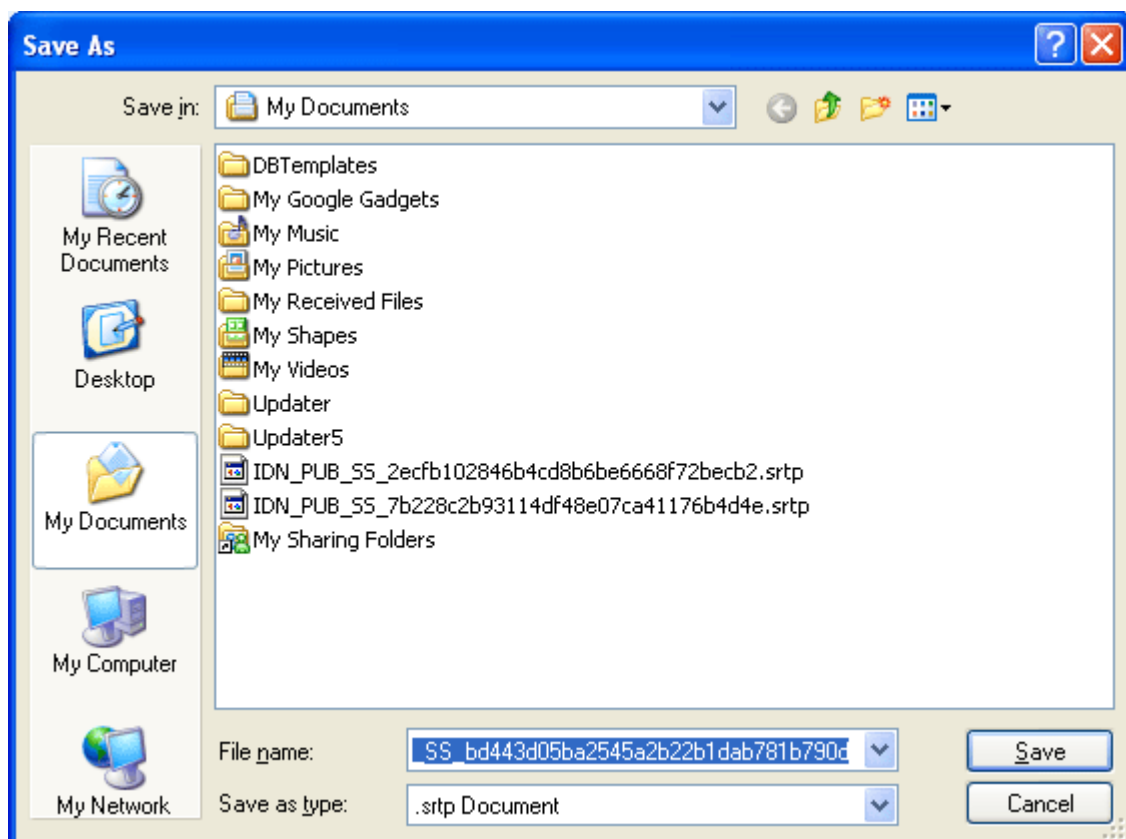 Save As
Save in:
My Documents
My Recent
Documents
Desktop
My Documents
My Computer
My Network
DBTemplates
My Google Gadgets
My Music
My Pictures
My Received Files
My Shapes
My Videos
Updater
Updater5
IDN_PUB_SS_2ecfb102846b4cd8b6be6668f72becb2.srtp
IDN_PUB_SS_7b228c2b93114df48e07ca41176b4d4e.srtp
My Sharing Folders
File name:
_SS_bd443d05ba2545a2b22b1dab781b790d
Save
Save as type:
.srtp Document
Cancel